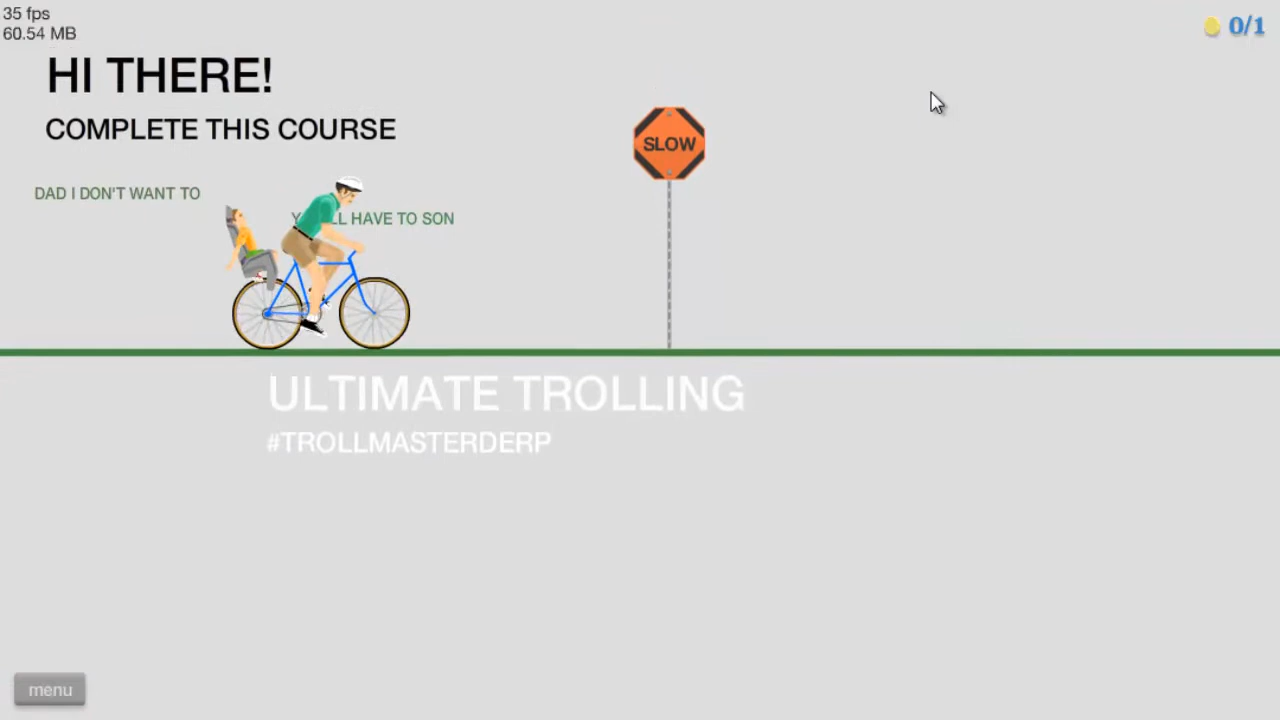 35 fps
60.54 MB
0/1
HI THERE!
COMPLETE THIS COURSE
SLOW
DAD I DON'T WANT TO
HAVE TO SON
ULTIMATE TROLLING
#TROLLMASTERDERP
menu